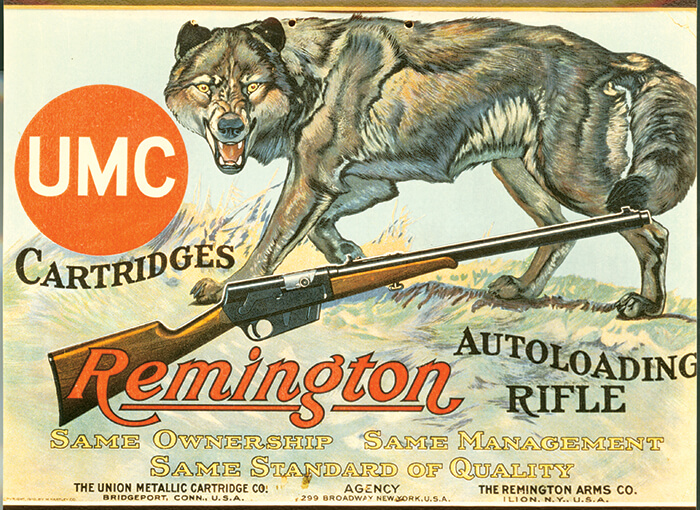 UMC
CARTRIDGES
Remington
AUTOLOADING
RIFLE
SAME OWNERSHIP SAME MANAGEMENT
SAME STANDARD OF QUALITY
THE UNION METALLIC CARTRIDGE CO.
BRIDGEPORT, CONN., U.S.A.
AGENCY
299 BROADWAY NEW YORK, U.S.A.
THE REMINGTON ARMS CO.
ILION, N.Y., U.S.A.